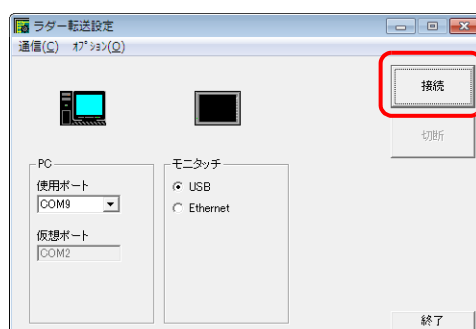 ラダー転送設定
通信(C) ｵﾌﾟｼｮﾝ(O)
接続
切断
PC
使用ポート
COM9
仮想ポート
COM2
モニタッチ
USB
Ethernet
終了